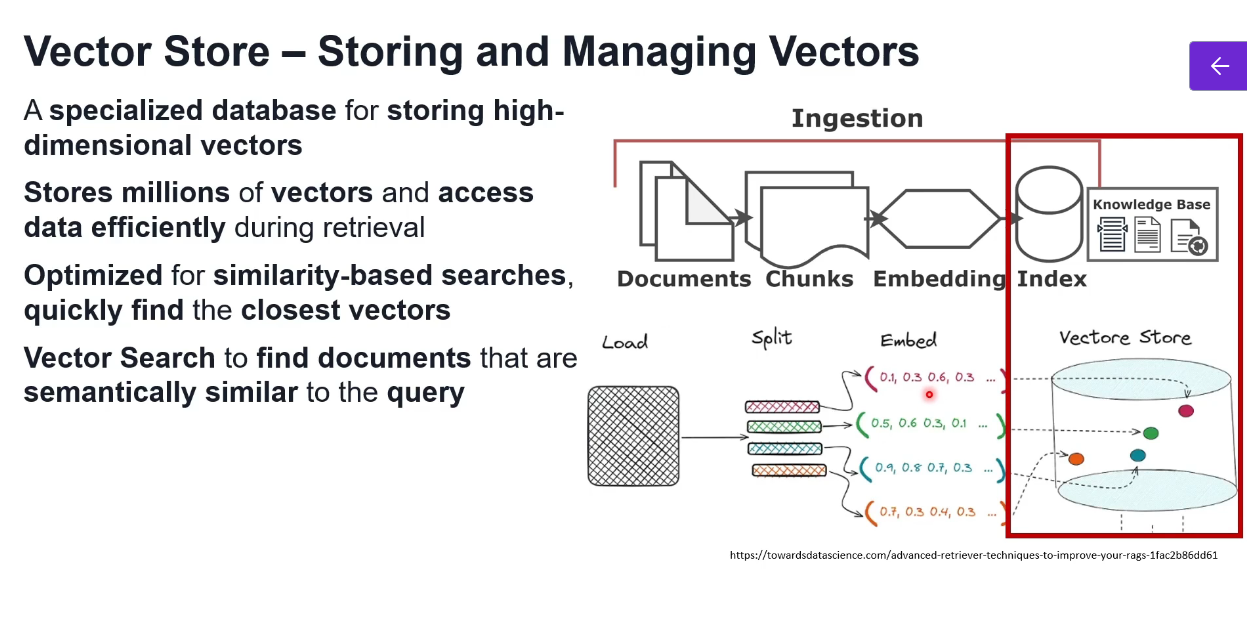 Vector Store – Storing and Managing Vectors
A specialized database for storing high-
dimensional vectors
Stores millions of vectors and access
data efficiently during retrieval
Optimized for similarity-based searches,
quickly find the closest vectors
Vector Search to find documents that are
semantically similar to the query
Ingestion
Knowledge Base
Documents Chunks Embedding Index
Load Split Embed Vectore Store
0.1, 0.3 0.6, 0.3 ...
0.5, 0.6 0.3, 0.1 ...
0.9, 0.8 0.7, 0.3 ...
0.7, 0.3 0.4, 0.3 ...
https://towardsdatascience.com/advanced-retriever-techniques-to-improve-your-rags-1fac2b86dd61